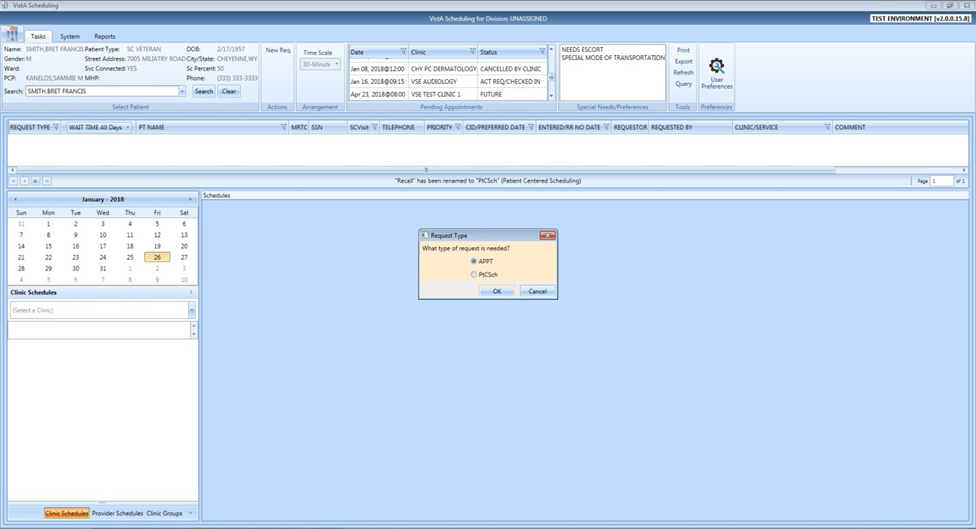 VistA Scheduling
VistA Scheduling for Division: UNASSIGNED
TEST ENVIRONMENT [v2.0.0.15.8]
Tasks System Reports
Name: SMITH,BRET FRANCIS Patient Type: SC VETERAN DOB: 2/17/1957
Gender: M Street Address: 7005 MILIATRY ROAD City/State: CHEYENNE,WY
Ward: Svc Connected: YES Sc Percent: 50
PCP: KANELOS,SAMMIE M MHP: Phone: (333) 333-3333
Search: SMITH,BRET FRANCIS Search Clear
Select Patient
New Req.
Actions
Time Scale
30-Minute
Arrangement
Date Clinic Status
Jan 08, 2018@12:00 CHY PC DERMATOLOGY CANCELLED BY CLINIC
Jan 16, 2018@09:15 VSE AUDIOLOGY ACT REQ/CHECKED IN
Apr 23, 2018@08:00 VSE TEST CLINIC 1 FUTURE
Pending Appointments
NEEDS ESCORT
SPECIAL MODE OF TRANSPORTATION
Special Needs/Preferences
Print
Export
Refresh
Query
Tools
User
Preferences
Preferences
REQUEST TYPE WAIT TIME All Days PT NAME MRTC SSN SCVisit TELEPHONE PRIORITY CID/PREFERRED DATE ENTERED/RR NO DATE REQUESTOR REQUESTED BY CLINIC/SERVICE COMMENT
"Recall" has been renamed to "PtCSch" (Patient Centered Scheduling)
Page 1 of 1
January - 2018
Sun Mon Tue Wed Thu Fri Sat
31 1 2 3 4 5 6
7 8 9 10 11 12 13
14 15 16 17 18 19 20
21 22 23 24 25 26 27
28 29 30 31 1 2 3
4 5 6 7 8 9 10
Clinic Schedules
(Select a Clinic)
Clinic Schedules Provider Schedules Clinic Groups
Schedules
Request Type
What type of request is needed?
APPT
PtCSch
OK Cancel